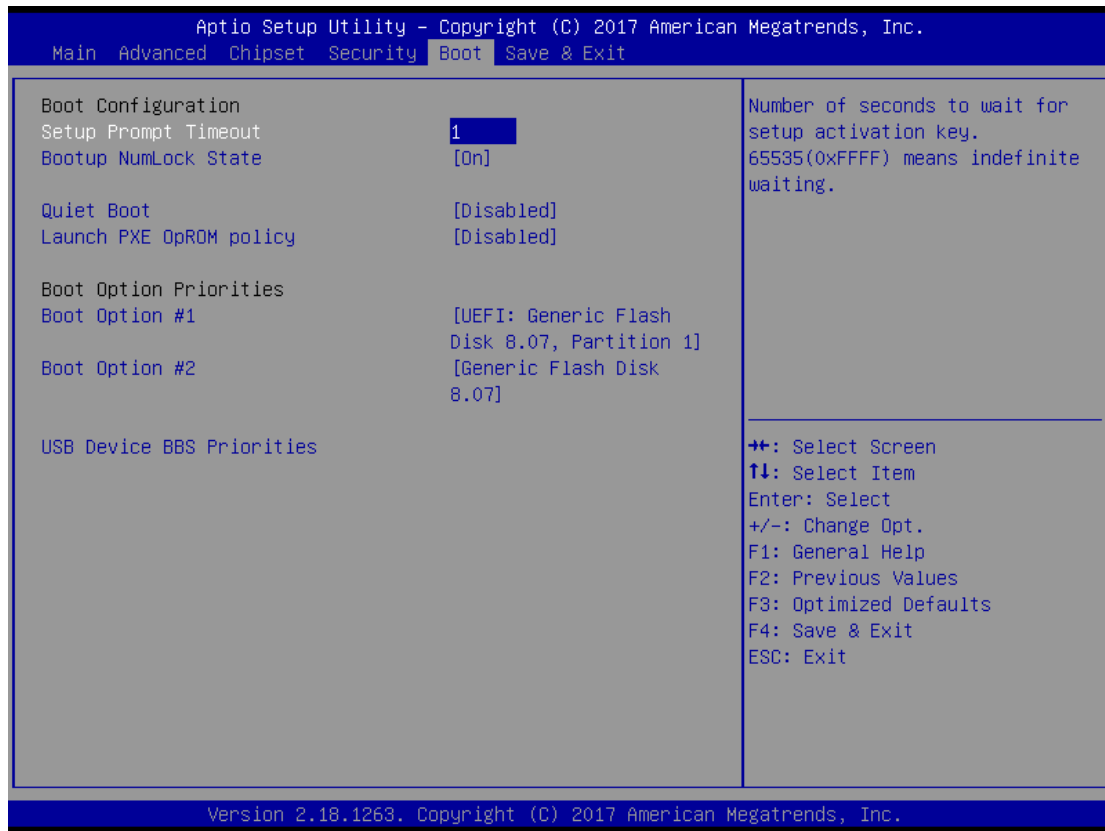 Aptio Setup Utility – Copyright (C) 2017 American Megatrends, Inc.
Main Advanced Chipset Security Boot Save & Exit
Boot Configuration
Setup Prompt Timeout 1
Bootup NumLock State [On]
Quiet Boot [Disabled]
Launch PXE OpROM policy [Disabled]
Boot Option Priorities
Boot Option #1 [UEFI: Generic Flash
Disk 8.07, Partition 1]
Boot Option #2 [Generic Flash Disk
8.07]
USB Device BBS Priorities
Number of seconds to wait for
setup activation key.
65535(0xFFFF) means indefinite
waiting.
→←: Select Screen
↑↓: Select Item
Enter: Select
+/-: Change Opt.
F1: General Help
F2: Previous Values
F3: Optimized Defaults
F4: Save & Exit
ESC: Exit
Version 2.18.1263. Copyright (C) 2017 American Megatrends, Inc.